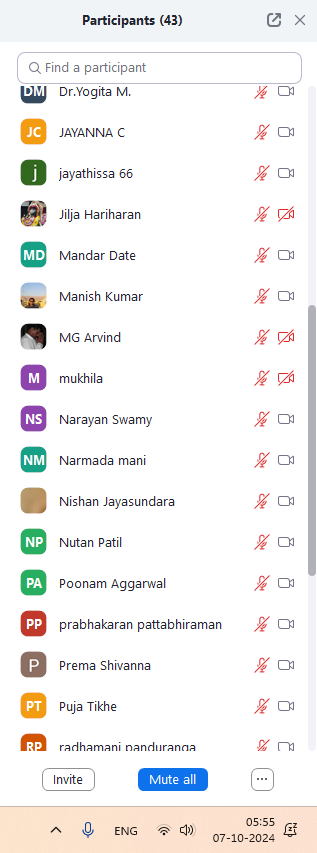 Participants (43)
Find a participant
DM Dr.Yogita M.
JC JAYANNA C
j jayathissa 66
Jilja Hariharan
MD Mandar Date
Manish Kumar
MG Arvind
M mukhila
NS Narayan Swamy
NM Narmada mani
Nishan Jayasundara
NP Nutan Patil
PA Poonam Aggarwal
PP prabhakaran pattabhiraman
P Prema Shivanna
PT Puja Tikhe
RP radhamani panduranga
Invite Mute all ...
ENG 05:55
07-10-2024